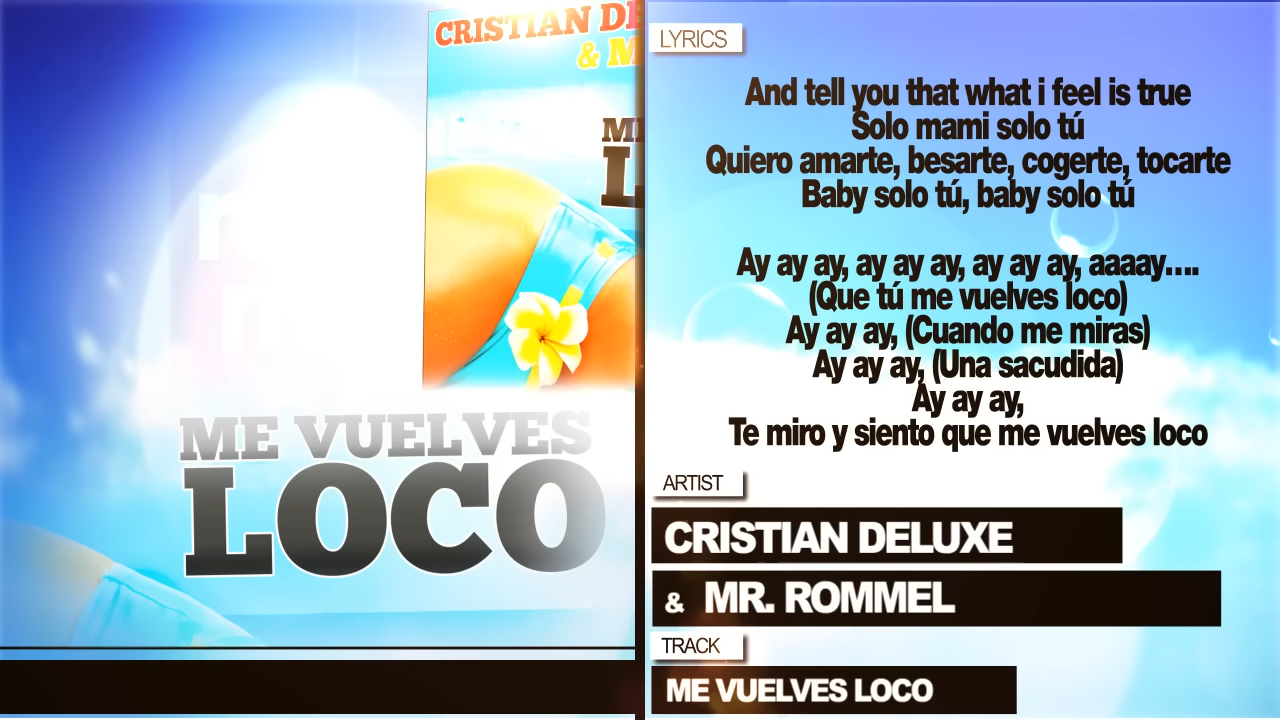 CRISTIAN DE
& M
ME
L
ME VUELVES
LOCO
LYRICS
And tell you that what i feel is true
Solo mami solo tú
Quiero amarte, besarte, cogerte, tocarte
Baby solo tú, baby solo tú
Ay ay ay, ay ay ay, ay ay ay, aaaay....
(Que tú me vuelves loco)
Ay ay ay, (Cuando me miras)
Ay ay ay, (Una sacudida)
Ay ay ay,
Te miro y siento que me vuelves loco
ARTIST
CRISTIAN DELUXE
& MR. ROMMEL
TRACK
ME VUELVES LOCO